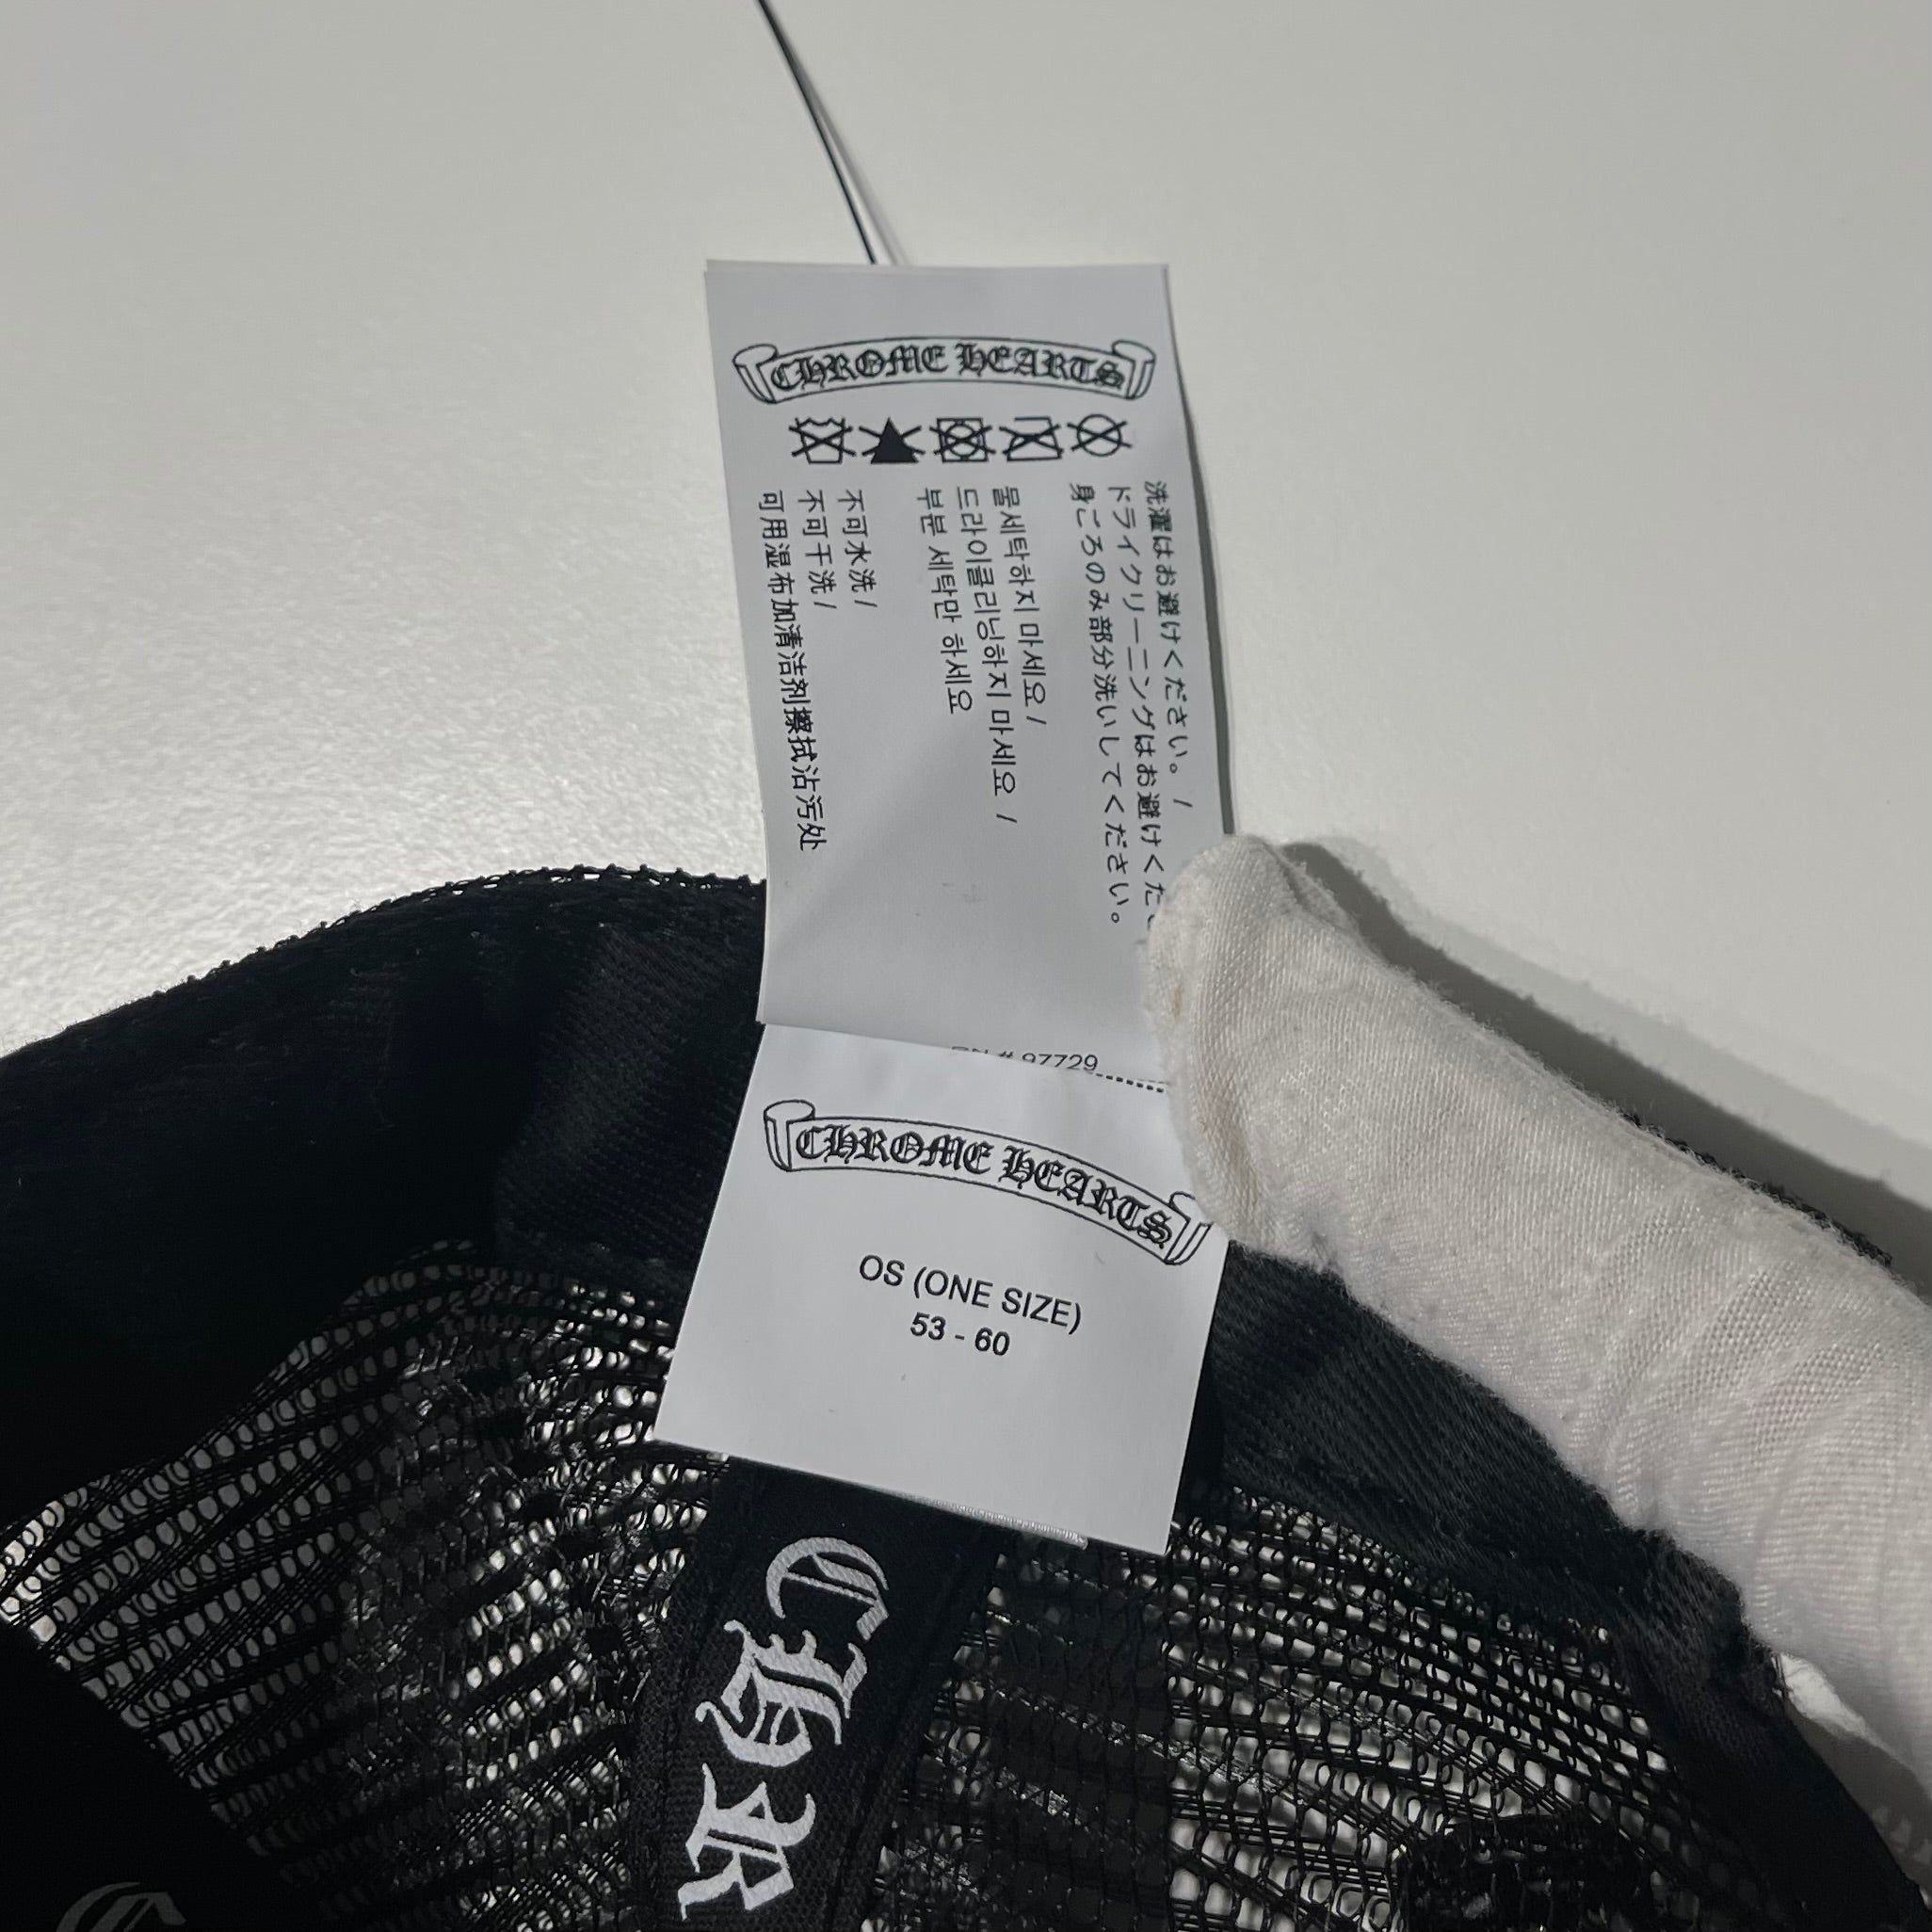 CHROME HEARTS
洗濯はお避けください。 /
ドライクリーニングはお避けくだ
身ごろのみ部分洗いしてください。
물세탁하지 마세요 /
드라이클리닝하지 마세요 /
부분 세탁만 하세요
不可水洗 /
不可干洗 /
可用湿布加清洁剂擦拭沾污处
RN # 97729
CHROME HEARTS
OS (ONE SIZE)
53 - 60
CHR
C